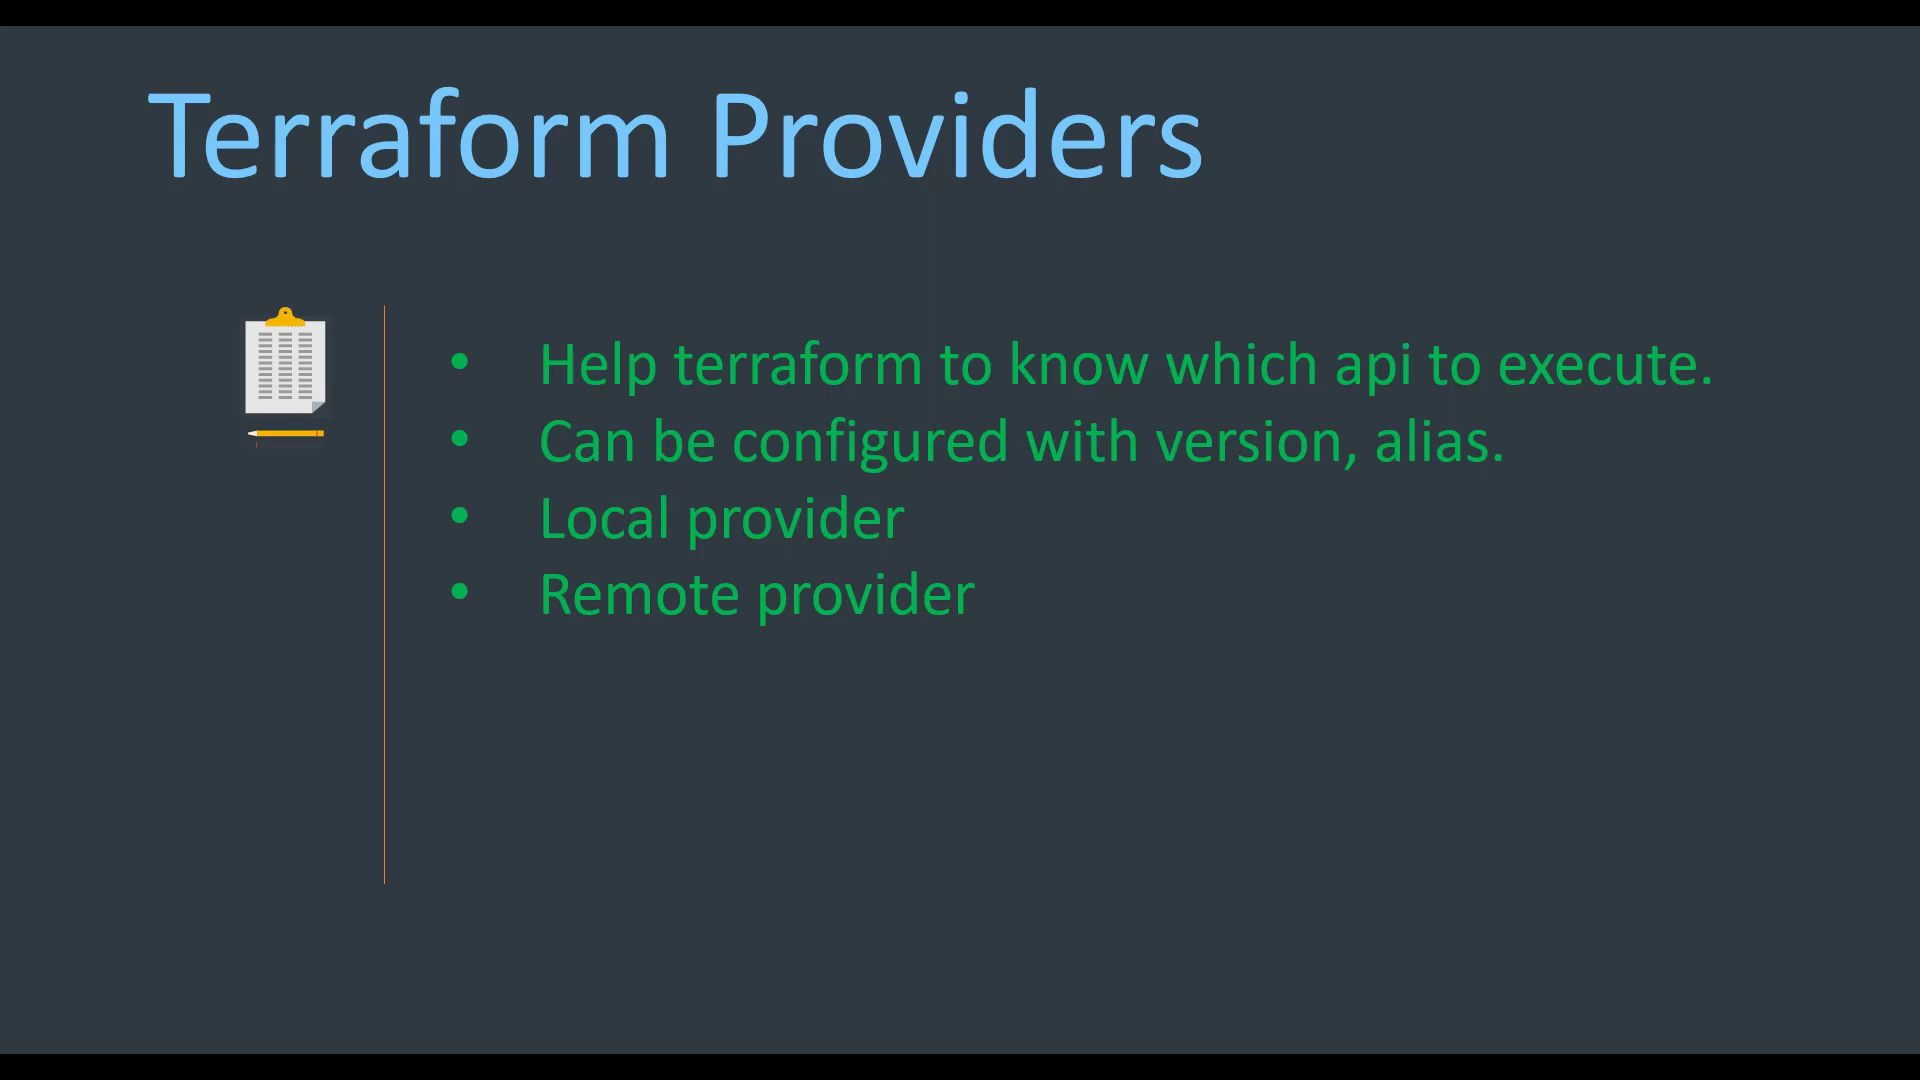 Terraform Providers
• Help terraform to know which api to execute.
• Can be configured with version, alias.
• Local provider
• Remote provider